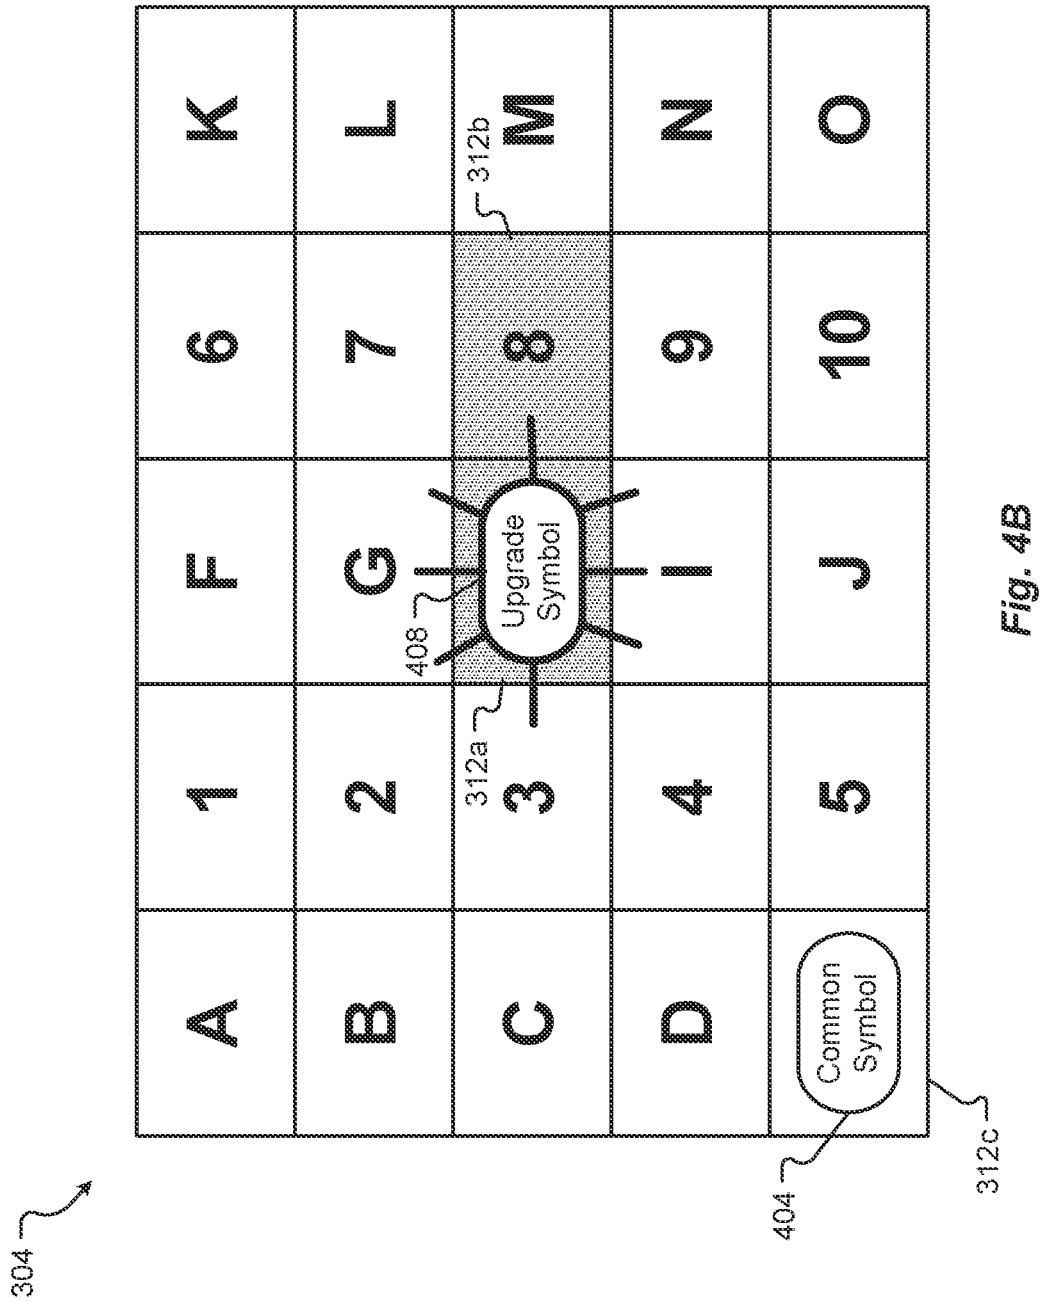 304
A 1 F 6 K
B 2 G 7 L
408
312a
312b
C 3 Upgrade 8 M
Symbol
D 4 I 9 N
404
Common 5 J 10 O
Symbol
312c
Fig. 4B